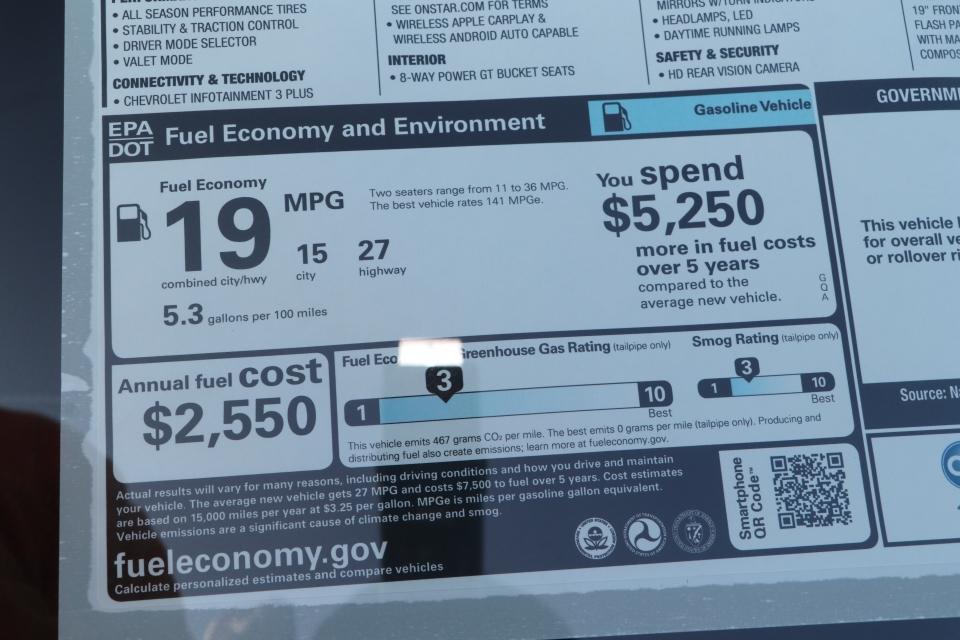 • ALL SEASON PERFORMANCE TIRES
• STABILITY & TRACTION CONTROL
• DRIVER MODE SELECTOR
• VALET MODE
CONNECTIVITY & TECHNOLOGY
• CHEVROLET INFOTAINMENT 3 PLUS
SEE ONSTAR.COM FOR TERMS
• WIRELESS APPLE CARPLAY &
WIRELESS ANDROID AUTO CAPABLE
INTERIOR
• 8-WAY POWER GT BUCKET SEATS
MIRRORS W/TURN
• HEADLAMPS, LED
• DAYTIME RUNNING LAMPS
SAFETY & SECURITY
• HD REAR VISION CAMERA
19" FRON
FLASH PA
WITH MA
COMPOS
EPA
DOT
Fuel Economy and Environment
Gasoline Vehicle
Fuel Economy
19 MPG
combined city/hwy
15
city
27
highway
5.3 gallons per 100 miles
Two seaters range from 11 to 36 MPG.
The best vehicle rates 141 MPGe.
You spend
$5,250
more in fuel costs
over 5 years
compared to the
average new vehicle.
G
Q
A
Annual fuel cost
$2,550
Fuel Eco Greenhouse Gas Rating (tailpipe only)
3
1
10
Best
Smog Rating (tailpipe only)
3
1
10
Best
This vehicle emits 467 grams CO₂ per mile. The best emits 0 grams per mile (tailpipe only). Producing and
distributing fuel also create emissions; learn more at fueleconomy.gov.
Actual results will vary for many reasons, including driving conditions and how you drive and maintain
your vehicle. The average new vehicle gets 27 MPG and costs $7,500 to fuel over 5 years. Cost estimates
are based on 15,000 miles per year at $3.25 per gallon. MPGe is miles per gasoline gallon equivalent.
Vehicle emissions are a significant cause of climate change and smog.
fueleconomy.gov
Calculate personalized estimates and compare vehicles
Smartphone
QR Code™
GOVERNM
This vehicle
for overall ve
or rollover ri
Source: Na